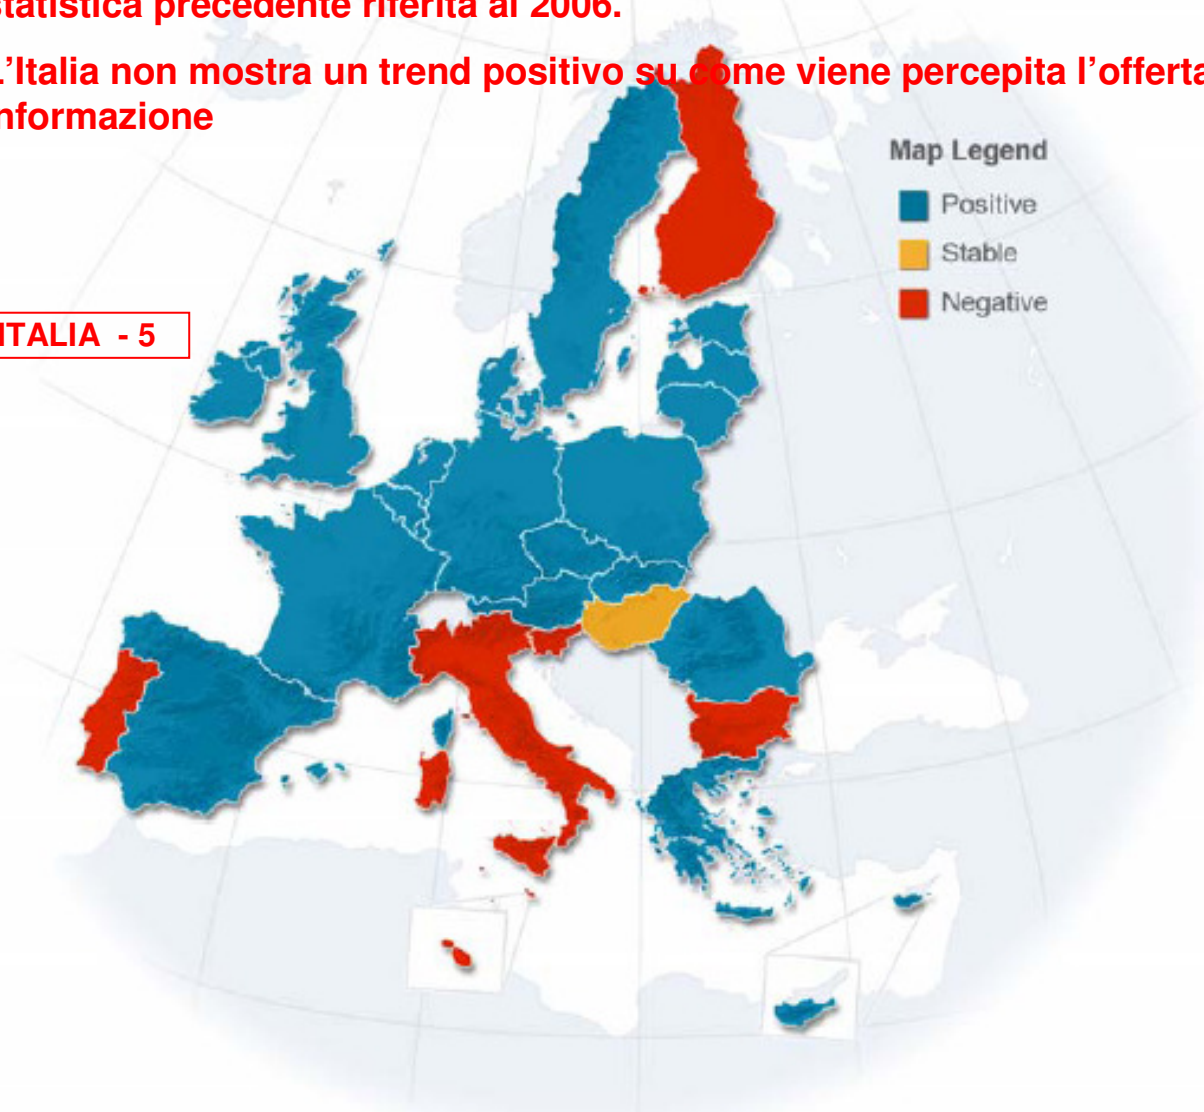 statistica precedente riferita al 2006.
L’Italia non mostra un trend positivo su come viene percepita l’offerta
informazione
Map Legend
Positive
Stable
Negative
ITALIA - 5